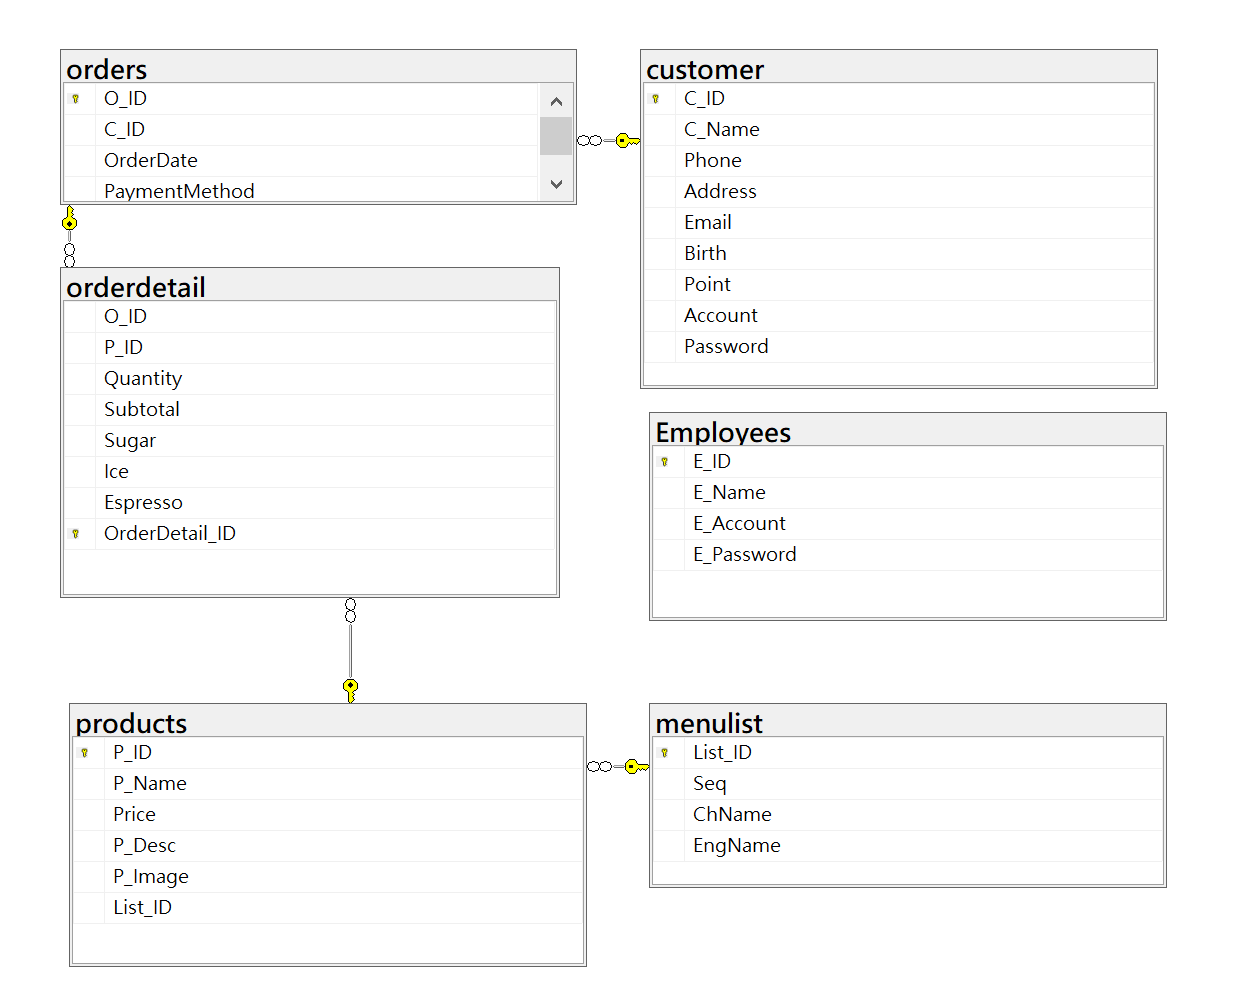 orders
O_ID
C_ID
OrderDate
PaymentMethod
customer
C_ID
C_Name
Phone
Address
Email
Birth
Point
Account
Password
orderdetail
O_ID
P_ID
Quantity
Subtotal
Sugar
Ice
Espresso
OrderDetail_ID
Employees
E_ID
E_Name
E_Account
E_Password
products
P_ID
P_Name
Price
P_Desc
P_Image
List_ID
menulist
List_ID
Seq
ChName
EngName